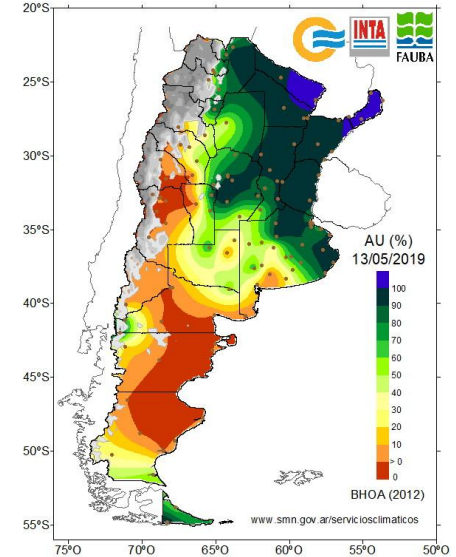 20°S
25°S
30°S
35°S
40°S
45°S
50°S
55°S
INTA
FAUBA
AU (%)
13/05/2019
100
90
80
70
60
50
40
30
20
10
> 0
0
BHOA (2012)
www.smn.gov.ar/serviciosclimaticos
75°O
70°O
65°O
60°O
55°O
50°O